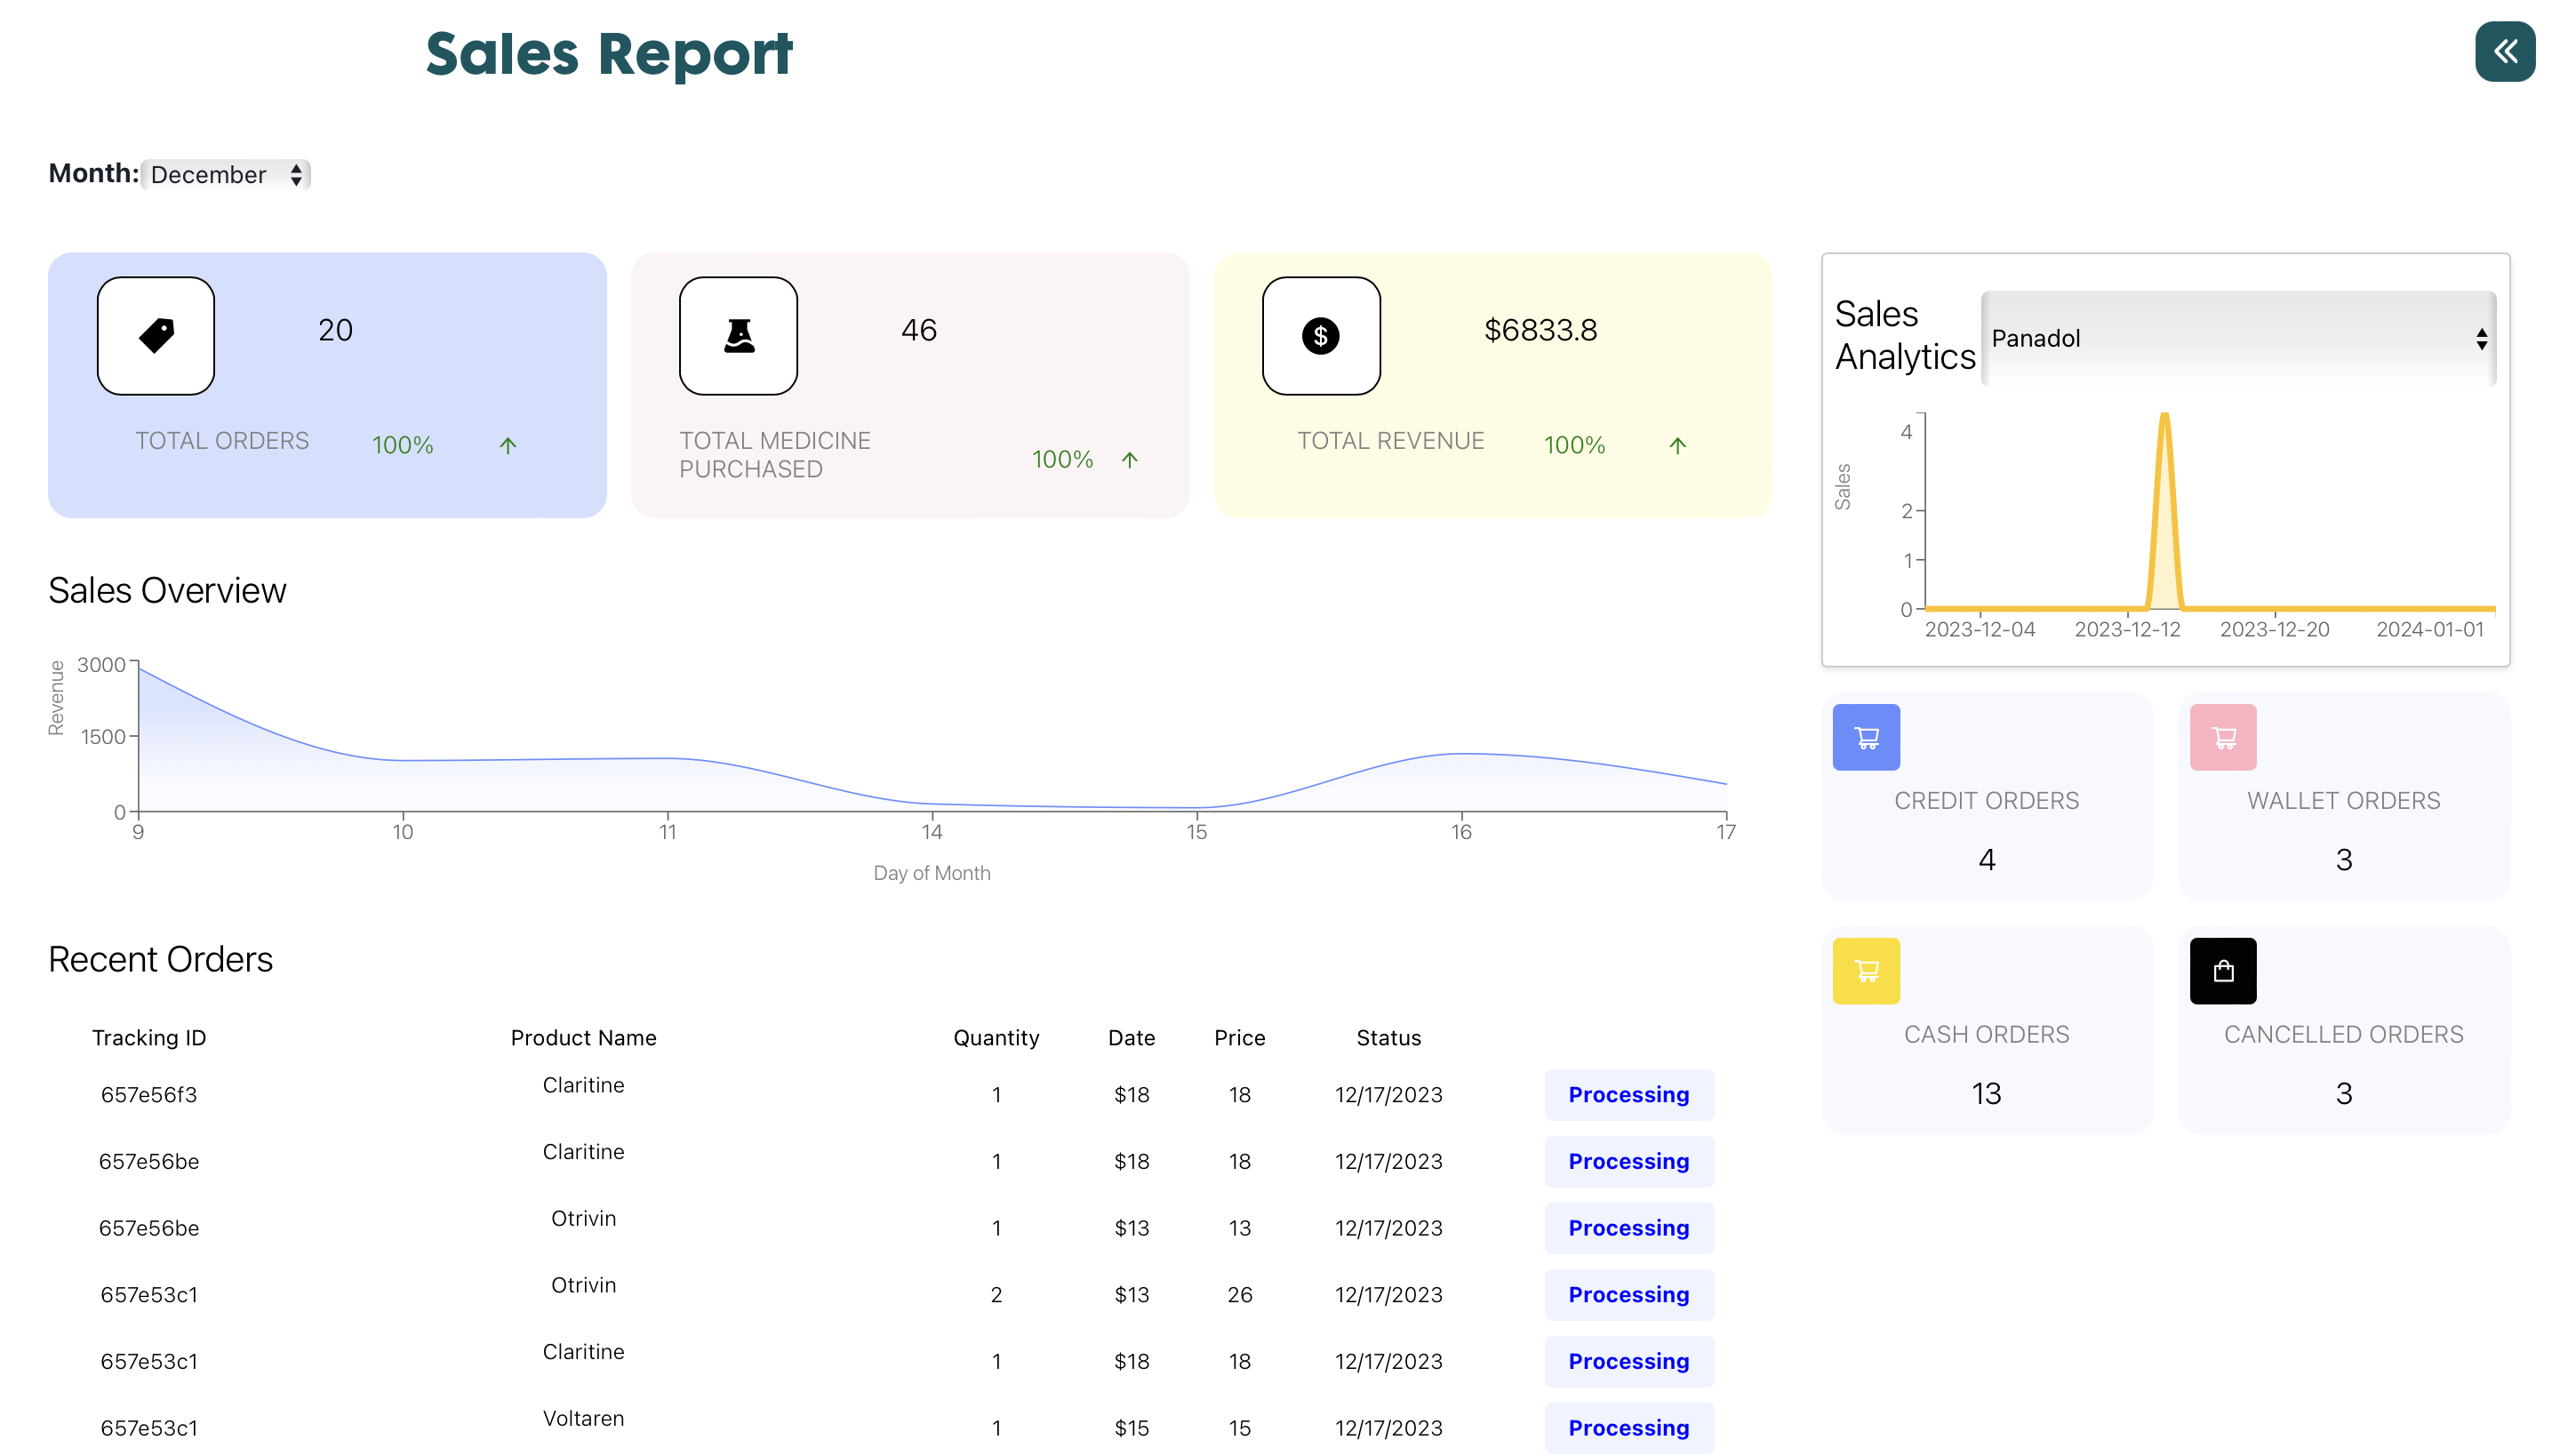 Sales Report
Month: December
20
TOTAL ORDERS 100%
46
TOTAL MEDICINE
PURCHASED
100%
$6833.8
TOTAL REVENUE 100%
Sales
Analytics
Panadol
Sales
4
2
1
0
2023-12-04 2023-12-12 2023-12-20 2024-01-01
Sales Overview
Revenue
3000
1500
0
9 10 11 14 15 16 17
Day of Month
CREDIT ORDERS
4
WALLET ORDERS
3
CASH ORDERS
13
CANCELLED ORDERS
3
Recent Orders
Tracking ID Product Name Quantity Date Price Status
657e56f3 Claritine 1 $18 18 12/17/2023 Processing
657e56be Claritine 1 $18 18 12/17/2023 Processing
657e56be Otrivin 1 $13 13 12/17/2023 Processing
657e53c1 Otrivin 2 $13 26 12/17/2023 Processing
657e53c1 Claritine 1 $18 18 12/17/2023 Processing
657e53c1 Voltaren 1 $15 15 12/17/2023 Processing